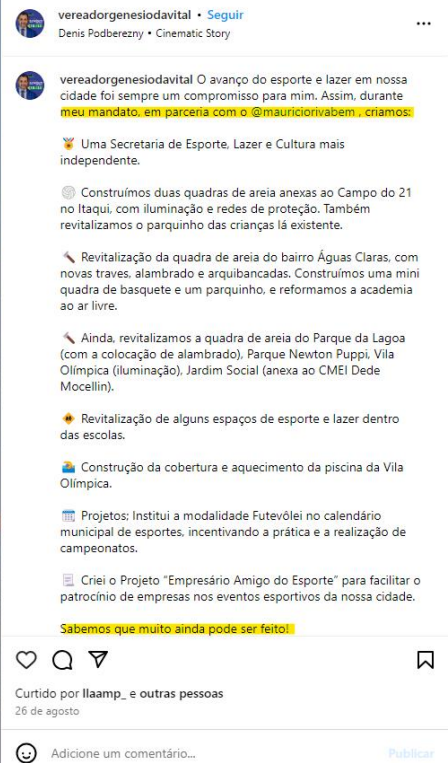 vereadorgenesiodavital • Seguir
Denis Podberezny • Cinematic Story
vereadorgenesiodavital O avanço do esporte e lazer em nossa
cidade foi sempre um compromisso para mim. Assim, durante
meu mandato, em parceria com o @mauriciorivabem , criamos:
🏅 Uma Secretaria de Esporte, Lazer e Cultura mais
independente.
🏐 Construímos duas quadras de areia anexas ao Campo do 21
no Itaqui, com iluminação e redes de proteção. Também
revitalizamos o parquinho das crianças lá existente.
🔨 Revitalização da quadra de areia do bairro Águas Claras, com
novas traves, alambrado e arquibancadas. Construímos uma mini
quadra de basquete e um parquinho, e reformamos a academia
ao ar livre.
🔨 Ainda, revitalizamos a quadra de areia do Parque da Lagoa
(com a colocação de alambrado), Parque Newton Puppi, Vila
Olímpica (iluminação), Jardim Social (anexa ao CMEI Dede
Mocellin).
🚸 Revitalização de alguns espaços de esporte e lazer dentro
das escolas.
🤽 Construção da cobertura e aquecimento da piscina da Vila
Olímpica.
📅 Projetos; Institui a modalidade Futevôlei no calendário
municipal de esportes, incentivando a prática e a realização de
campeonatos.
📃 Criei o Projeto “Empresário Amigo do Esporte” para facilitar o
patrocínio de empresas nos eventos esportivos da nossa cidade.
Sabemos que muito ainda pode ser feito!
Curtido por llaamp_ e outras pessoas
26 de agosto
Adicione um comentário...
Publicar